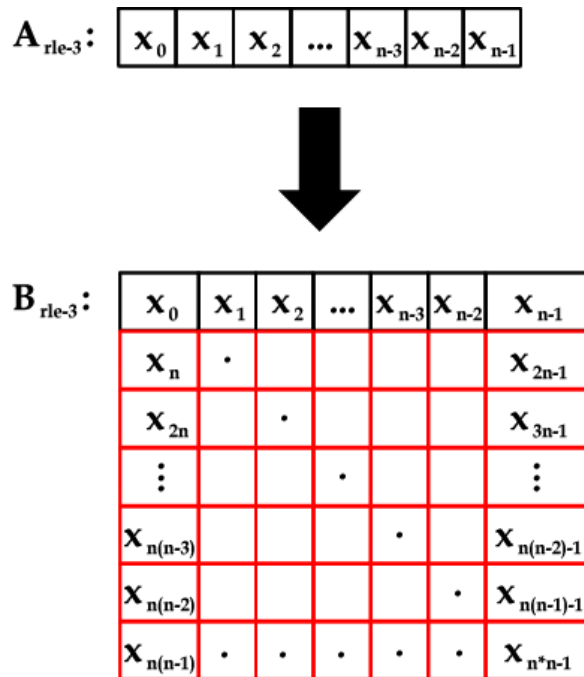 A rle-3: x0 x1 x2 ... xn-3 xn-2 xn-1
B rle-3: x0 x1 x2 ... xn-3 xn-2 xn-1
xn · x2n-1
x2n · x3n-1
⋮ · ⋮
xn(n-3) · xn(n-2)-1
xn(n-2) · xn(n-1)-1
xn(n-1) · · · · · xn*n-1